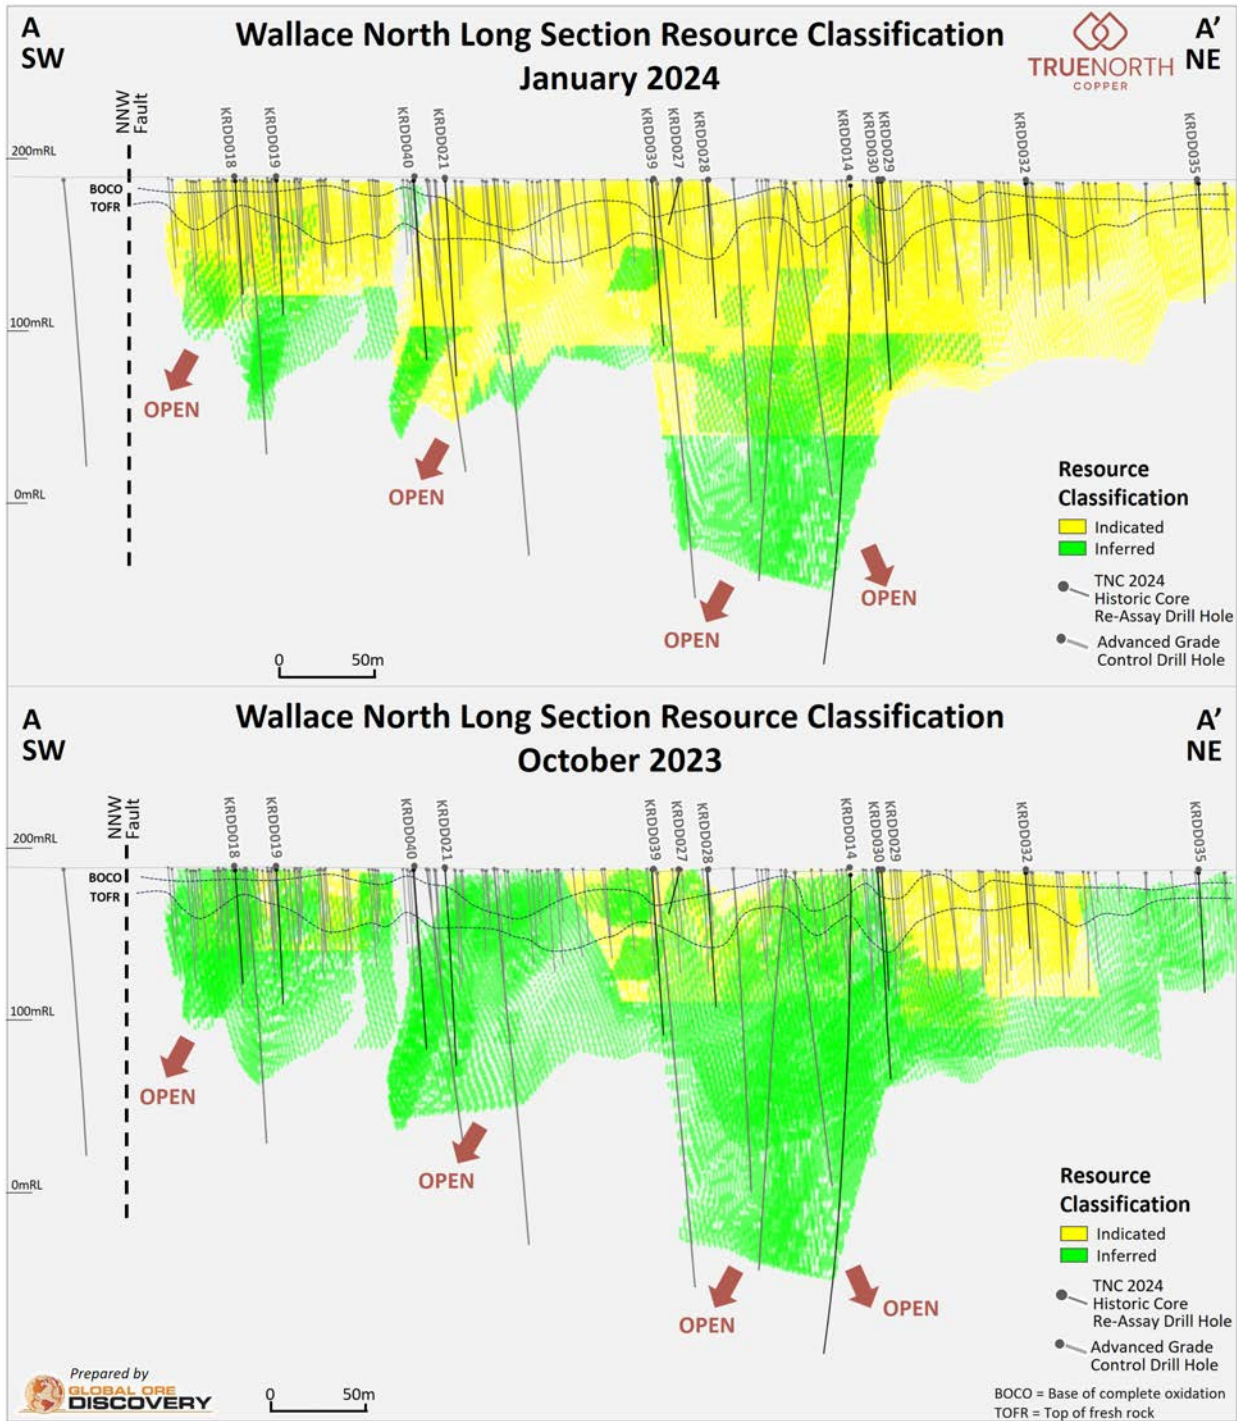 A
SW
Wallace North Long Section Resource Classification
January 2024
A’
NE
TRUENORTH
COPPER
NNW
Fault
KRDD018
KRDD019
KRDD040
KRDD021
KRDD039
KRDD027
KRDD028
KRDD014
KRDD030
KRDD029
KRDD032
KRDD035
200mRL
BOCO
TOFR
100mRL
OPEN
OPEN
0mRL
OPEN
OPEN
Resource
Classification
Indicated
Inferred
TNC 2024
Historic Core
Re-Assay Drill Hole
Advanced Grade
Control Drill Hole
0 50m
A
SW
Wallace North Long Section Resource Classification
October 2023
A’
NE
NNW
Fault
KRDD018
KRDD019
KRDD040
KRDD021
KRDD039
KRDD027
KRDD028
KRDD014
KRDD030
KRDD029
KRDD032
KRDD035
200mRL
BOCO
TOFR
100mRL
OPEN
OPEN
0mRL
OPEN
OPEN
Resource
Classification
Indicated
Inferred
TNC 2024
Historic Core
Re-Assay Drill Hole
Advanced Grade
Control Drill Hole
Prepared by
GLOBAL ORE
DISCOVERY
0 50m
BOCO = Base of complete oxidation
TOFR = Top of fresh rock